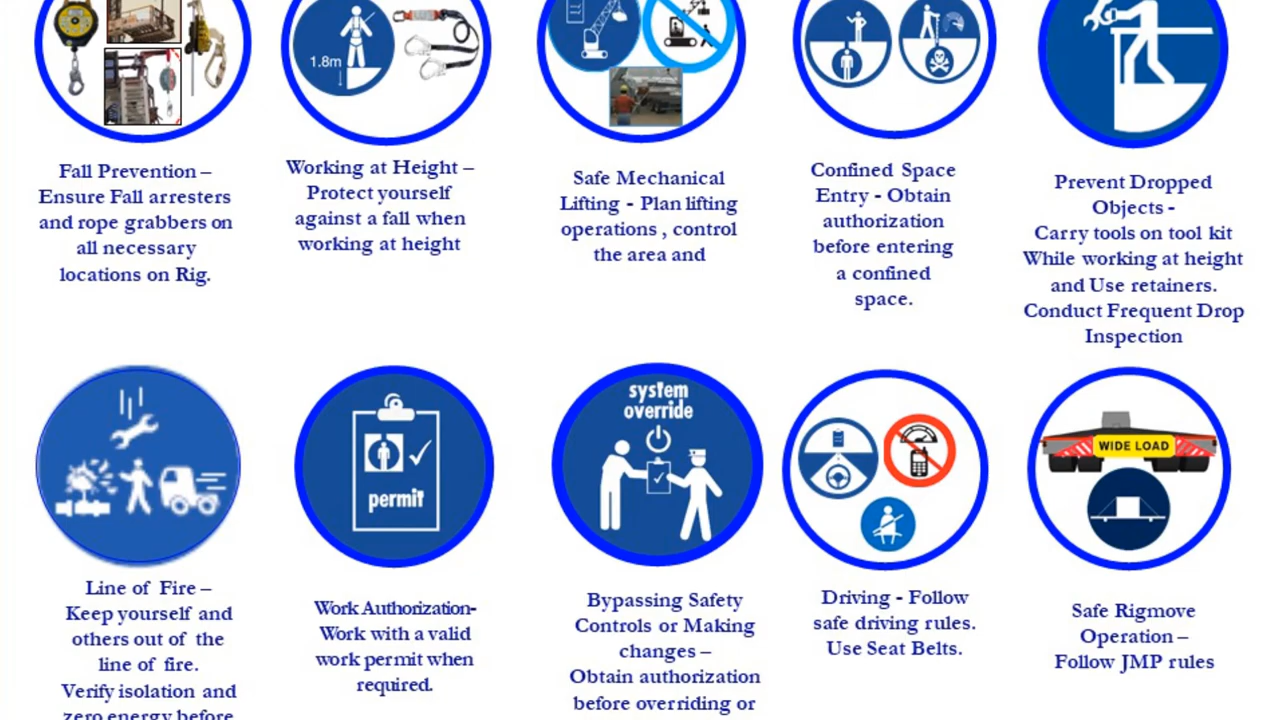 1.8m
Fall Prevention –
Ensure Fall arresters
and rope grabbers on
all necessary
locations on Rig.
Working at Height –
Protect yourself
against a fall when
working at height
Safe Mechanical
Lifting - Plan lifting
operations , control
the area and
Confined Space
Entry - Obtain
authorization
before entering
a confined
space.
Prevent Dropped
Objects -
Carry tools on tool kit
While working at height
and Use retainers.
Conduct Frequent Drop
Inspection
permit
system
override
WIDE LOAD
Line of Fire –
Keep yourself and
others out of the
line of fire.
Verify isolation and
zero energy before
Work Authorization-
Work with a valid
work permit when
required.
Bypassing Safety
Controls or Making
changes –
Obtain authorization
before overriding or
Driving - Follow
safe driving rules.
Use Seat Belts.
Safe Rigmove
Operation –
Follow JMP rules